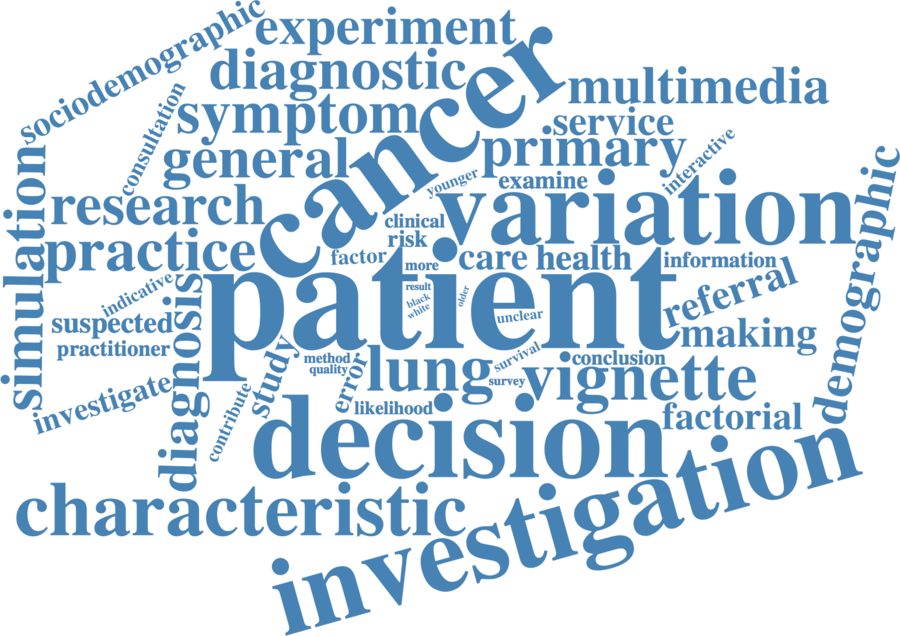 sociodemographic
experiment
cancer
diagnostic
multimedia
consultation
symptom
service
primary
interactive
general
younger
examine
simulation
research
clinical
variation
demographic
practice
risk
factor
more
care health
information
patient
indicative
result
black
white
older
unclear
referral
suspected
making
practitioner
diagnosis
study
method
quality
error
lung
survival
survey
conclusion
vignette
investigate
contribute
likelihood
decision
factorial
characteristic
investigation